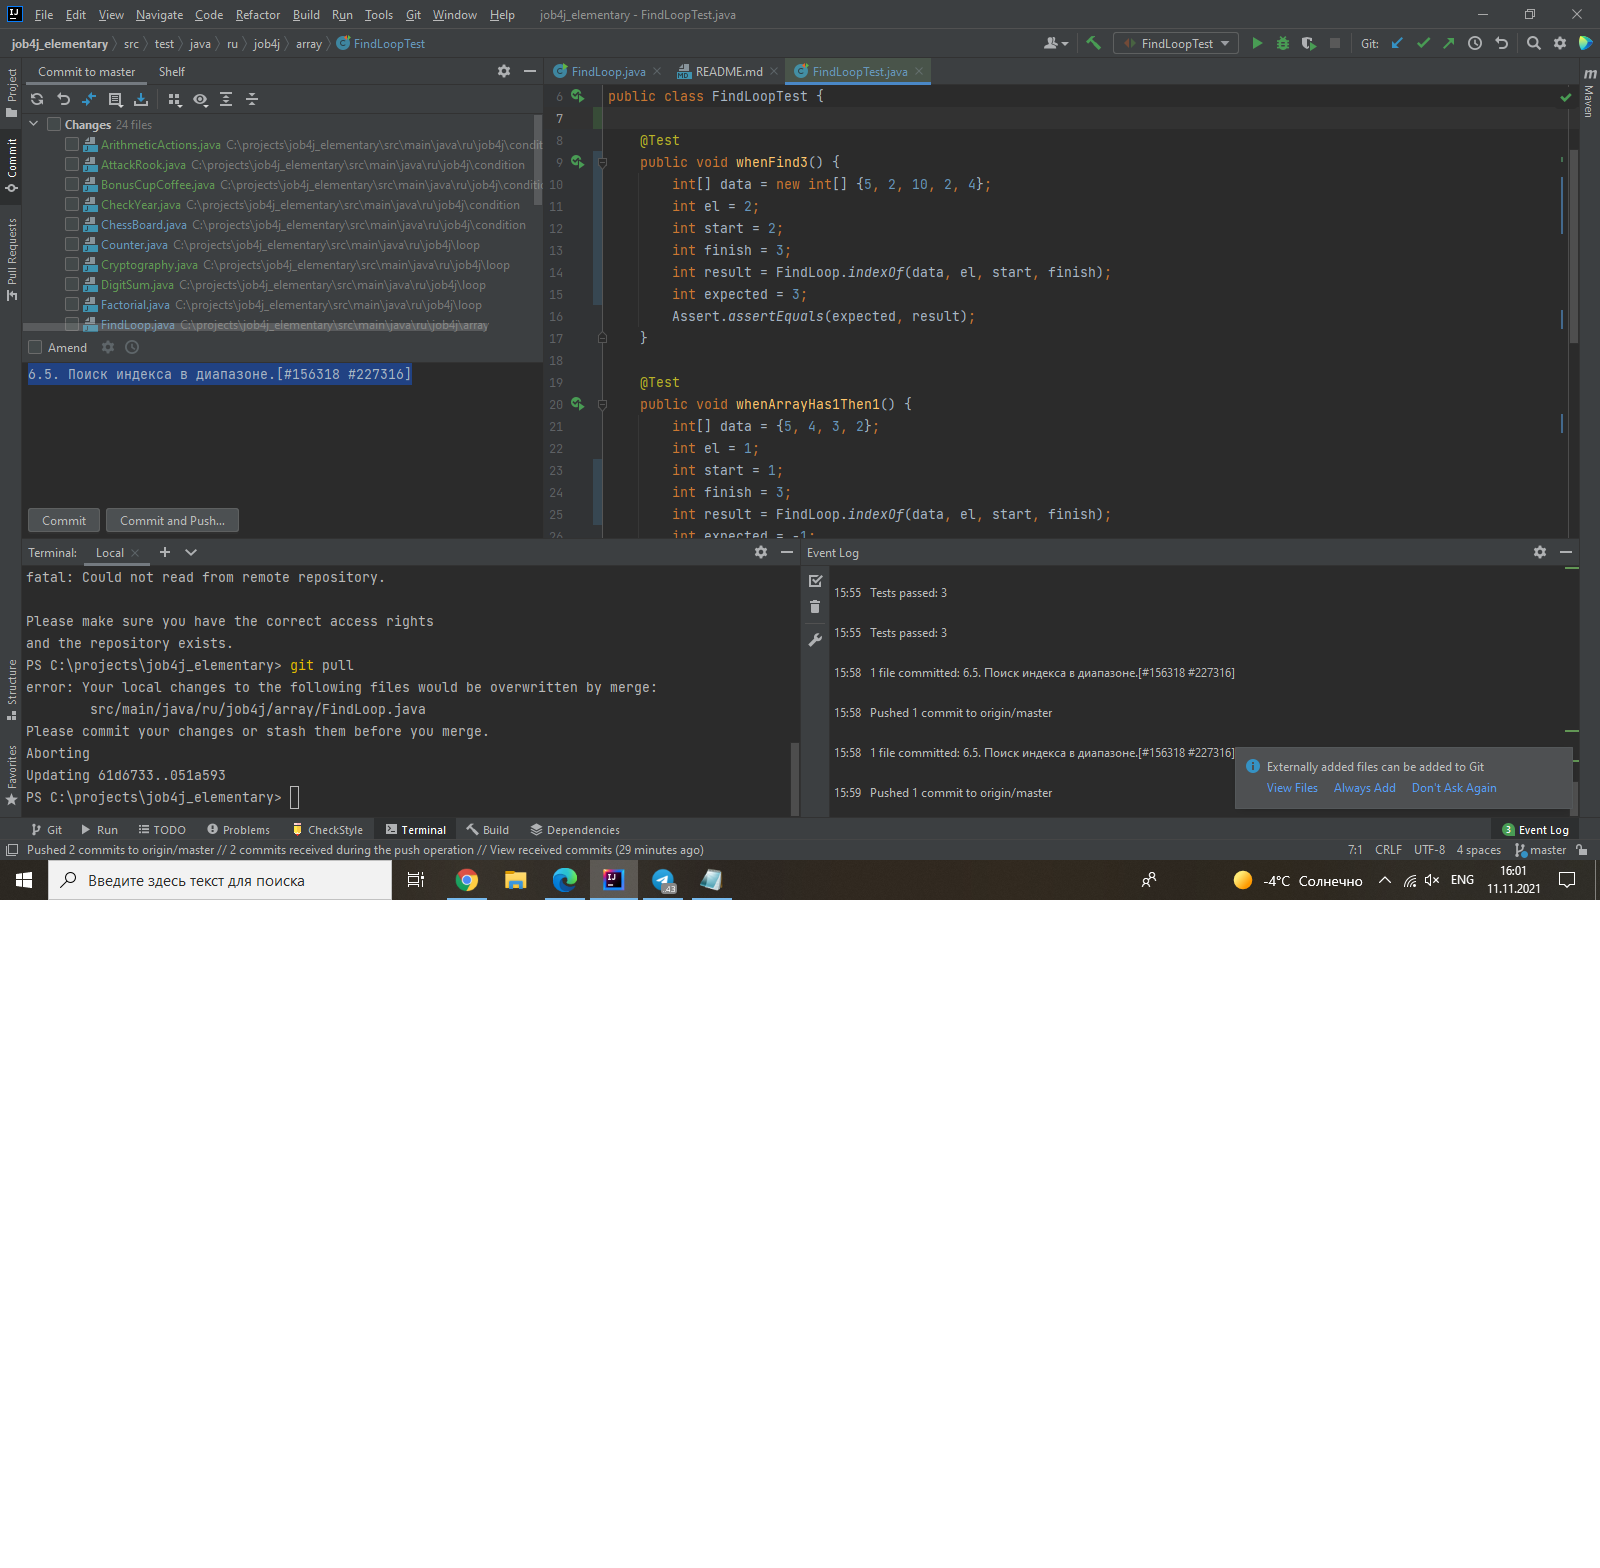 File Edit View Navigate Code Refactor Build Run Tools Git Window Help job4j_elementary - FindLoopTest.java
job4j_elementary src test java ru job4j array FindLoopTest
FindLoopTest Git:
Commit to master Shelf
FindLoop.java README.md FindLoopTest.java
Project
Commit
Pull Requests
Structure
Favorites
Maven
Changes 24 files
ArithmeticActions.java C:\projects\job4j_elementary\src\main\java\ru\job4j\condit
AttackRook.java C:\projects\job4j_elementary\src\main\java\ru\job4j\condition
BonusCupCoffee.java C:\projects\job4j_elementary\src\main\java\ru\job4j\conditic
CheckYear.java C:\projects\job4j_elementary\src\main\java\ru\job4j\condition
ChessBoard.java C:\projects\job4j_elementary\src\main\java\ru\job4j\condition
Counter.java C:\projects\job4j_elementary\src\main\java\ru\job4j\loop
Cryptography.java C:\projects\job4j_elementary\src\main\java\ru\job4j\loop
DigitSum.java C:\projects\job4j_elementary\src\main\java\ru\job4j\loop
Factorial.java C:\projects\job4j_elementary\src\main\java\ru\job4j\loop
FindLoop.java C:\projects\job4j_elementary\src\main\java\ru\job4j\array
Amend
6.5. Поиск индекса в диапазоне.[#156318 #227316]
Commit Commit and Push...
6 public class FindLoopTest {
7
8 @Test
9 public void whenFind3() {
10 int[] data = new int[] {5, 2, 10, 2, 4};
11 int el = 2;
12 int start = 2;
13 int finish = 3;
14 int result = FindLoop.indexOf(data, el, start, finish);
15 int expected = 3;
16 Assert.assertEquals(expected, result);
17 }
18
19 @Test
20 public void whenArrayHas1Then1() {
21 int[] data = {5, 4, 3, 2};
22 int el = 1;
23 int start = 1;
24 int finish = 3;
25 int result = FindLoop.indexOf(data, el, start, finish);
26 int expected = -1;
Terminal: Local
fatal: Could not read from remote repository.
Please make sure you have the correct access rights
and the repository exists.
PS C:\projects\job4j_elementary> git pull
error: Your local changes to the following files would be overwritten by merge:
src/main/java/ru/job4j/array/FindLoop.java
Please commit your changes or stash them before you merge.
Aborting
Updating 61d6733..051a593
PS C:\projects\job4j_elementary>
Event Log
15:55 Tests passed: 3
15:55 Tests passed: 3
15:58 1 file committed: 6.5. Поиск индекса в диапазоне.[#156318 #227316]
15:58 Pushed 1 commit to origin/master
15:58 1 file committed: 6.5. Поиск индекса в диапазоне.[#156318 #227316]
15:59 Pushed 1 commit to origin/master
Externally added files can be added to Git
View Files Always Add Don't Ask Again
Git Run TODO Problems CheckStyle Terminal Build Dependencies 3 Event Log
Pushed 2 commits to origin/master // 2 commits received during the push operation // View received commits (29 minutes ago) 7:1 CRLF UTF-8 4 spaces master
Введите здесь текст для поиска
43
-4°C Солнечно ENG
16:01
11.11.2021